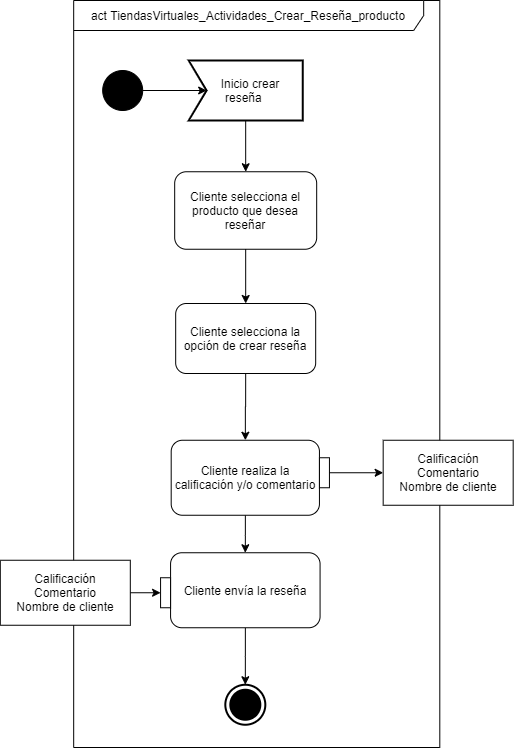 act TiendasVirtuales_Actividades_Crear_Reseña_producto
Inicio crear
reseña
Cliente selecciona el
producto que desea
reseñar
Cliente selecciona la
opción de crear reseña
Cliente realiza la
calificación y/o comentario
Calificación
Comentario
Nombre de cliente
Calificación
Comentario
Nombre de cliente
Cliente envía la reseña